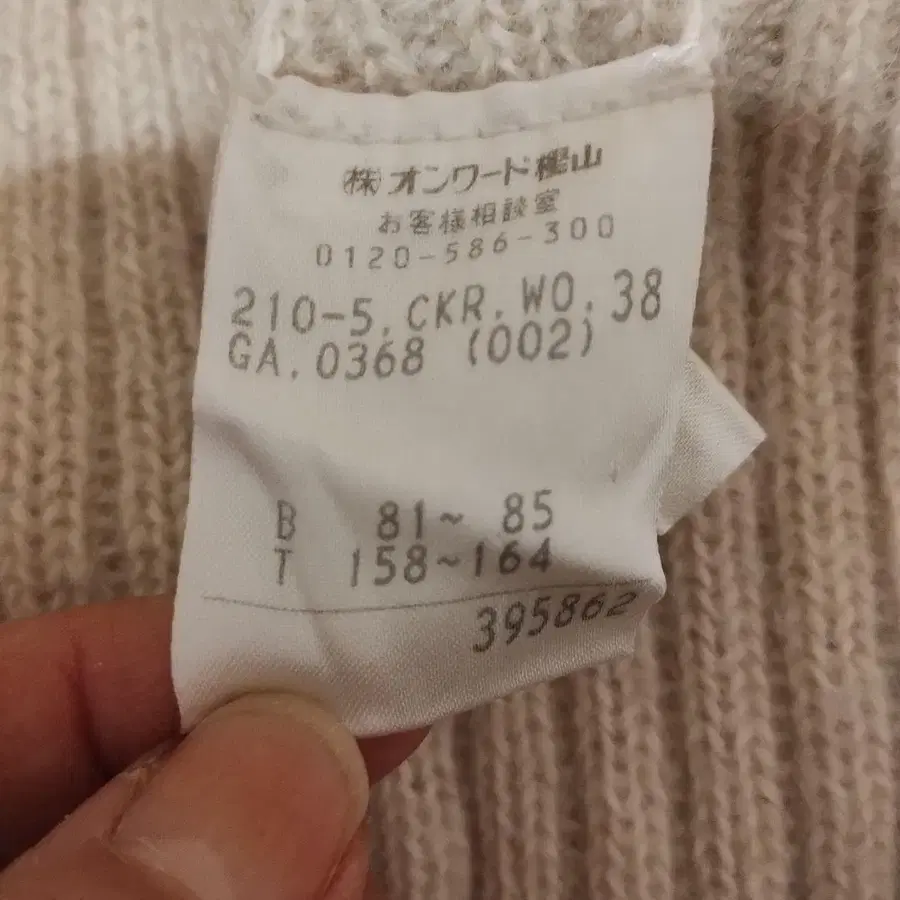 ㈱オンワード樫山
お客様相談室
0120-586-300
210-5.CKR.WO.38
GA.0368 (002)
B 81~ 85
T 158~164
395862